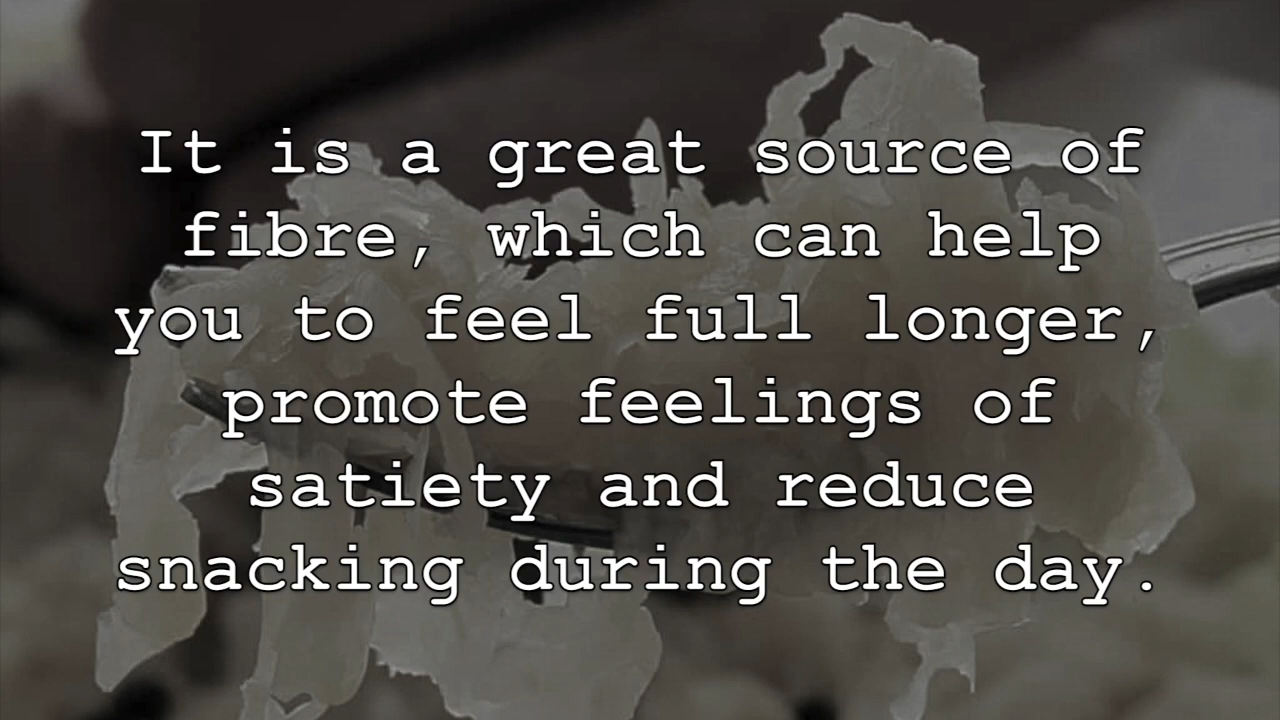 It is a great source of
fibre, which can help
you to feel full longer,
promote feelings of
satiety and reduce
snacking during the day.